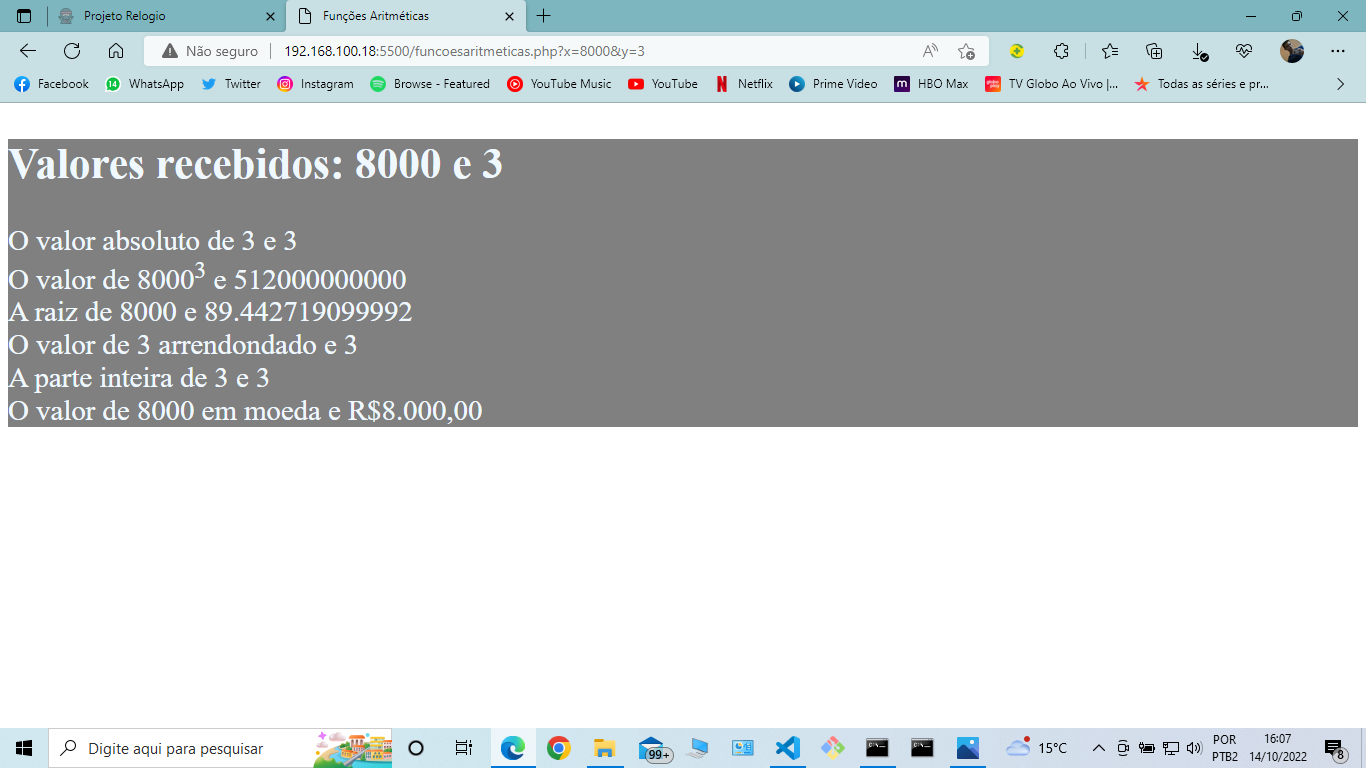 Projeto Relogio
Funções Aritméticas
Não seguro
192.168.100.18:5500/funcoesaritmeticas.php?x=8000&y=3
Facebook
14
WhatsApp
Twitter
Instagram
Browse - Featured
YouTube Music
YouTube
Netflix
Prime Video
m
HBO Max
TV Globo Ao Vivo |...
Todas as séries e pr...
Valores recebidos: 8000 e 3
O valor absoluto de 3 e 3
O valor de 8000³ e 512000000000
A raiz de 8000 e 89.442719099992
O valor de 3 arrendondado e 3
A parte inteira de 3 e 3
O valor de 8000 em moeda e R$8.000,00
Digite aqui para pesquisar
99+
15°C
POR
PTB2
16:07
14/10/2022
8